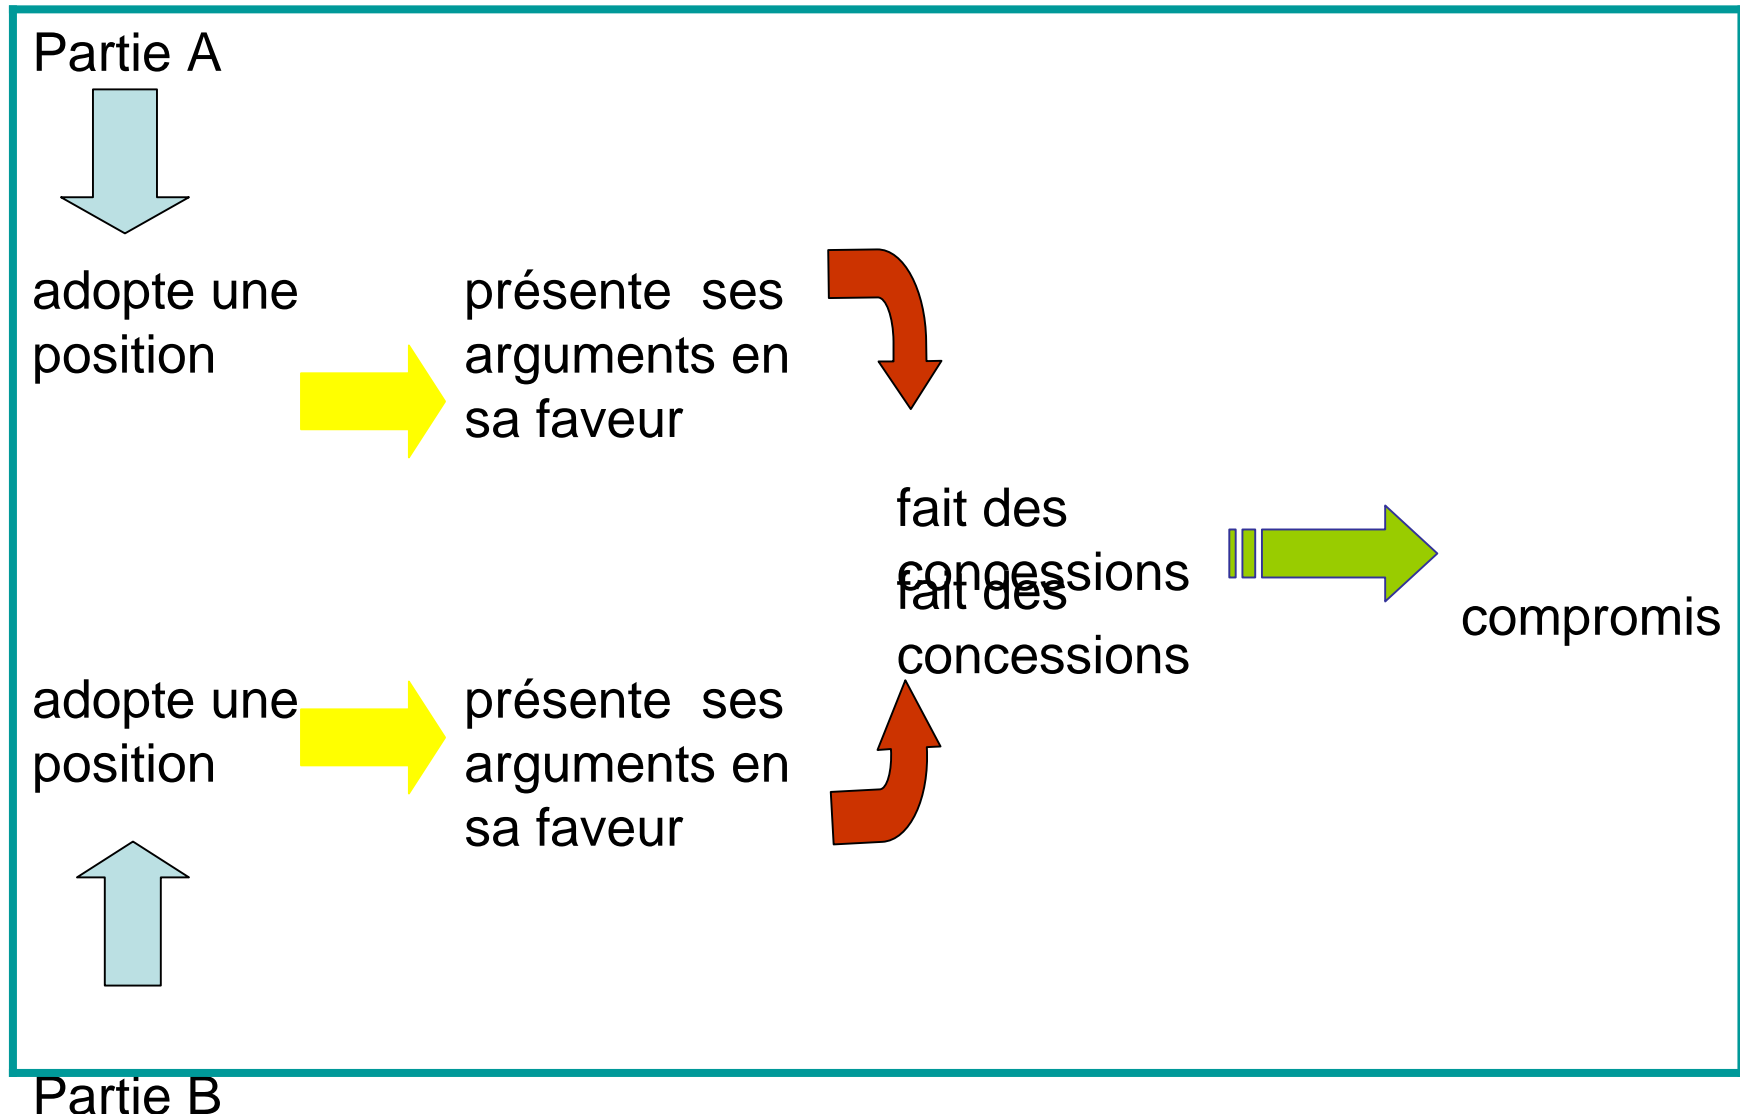 Partie A
adopte une
position
présente  ses
arguments en
sa faveur
fait des
concessions
fait des
concessions
compromis
adopte une
position
présente  ses
arguments en
sa faveur
Partie B